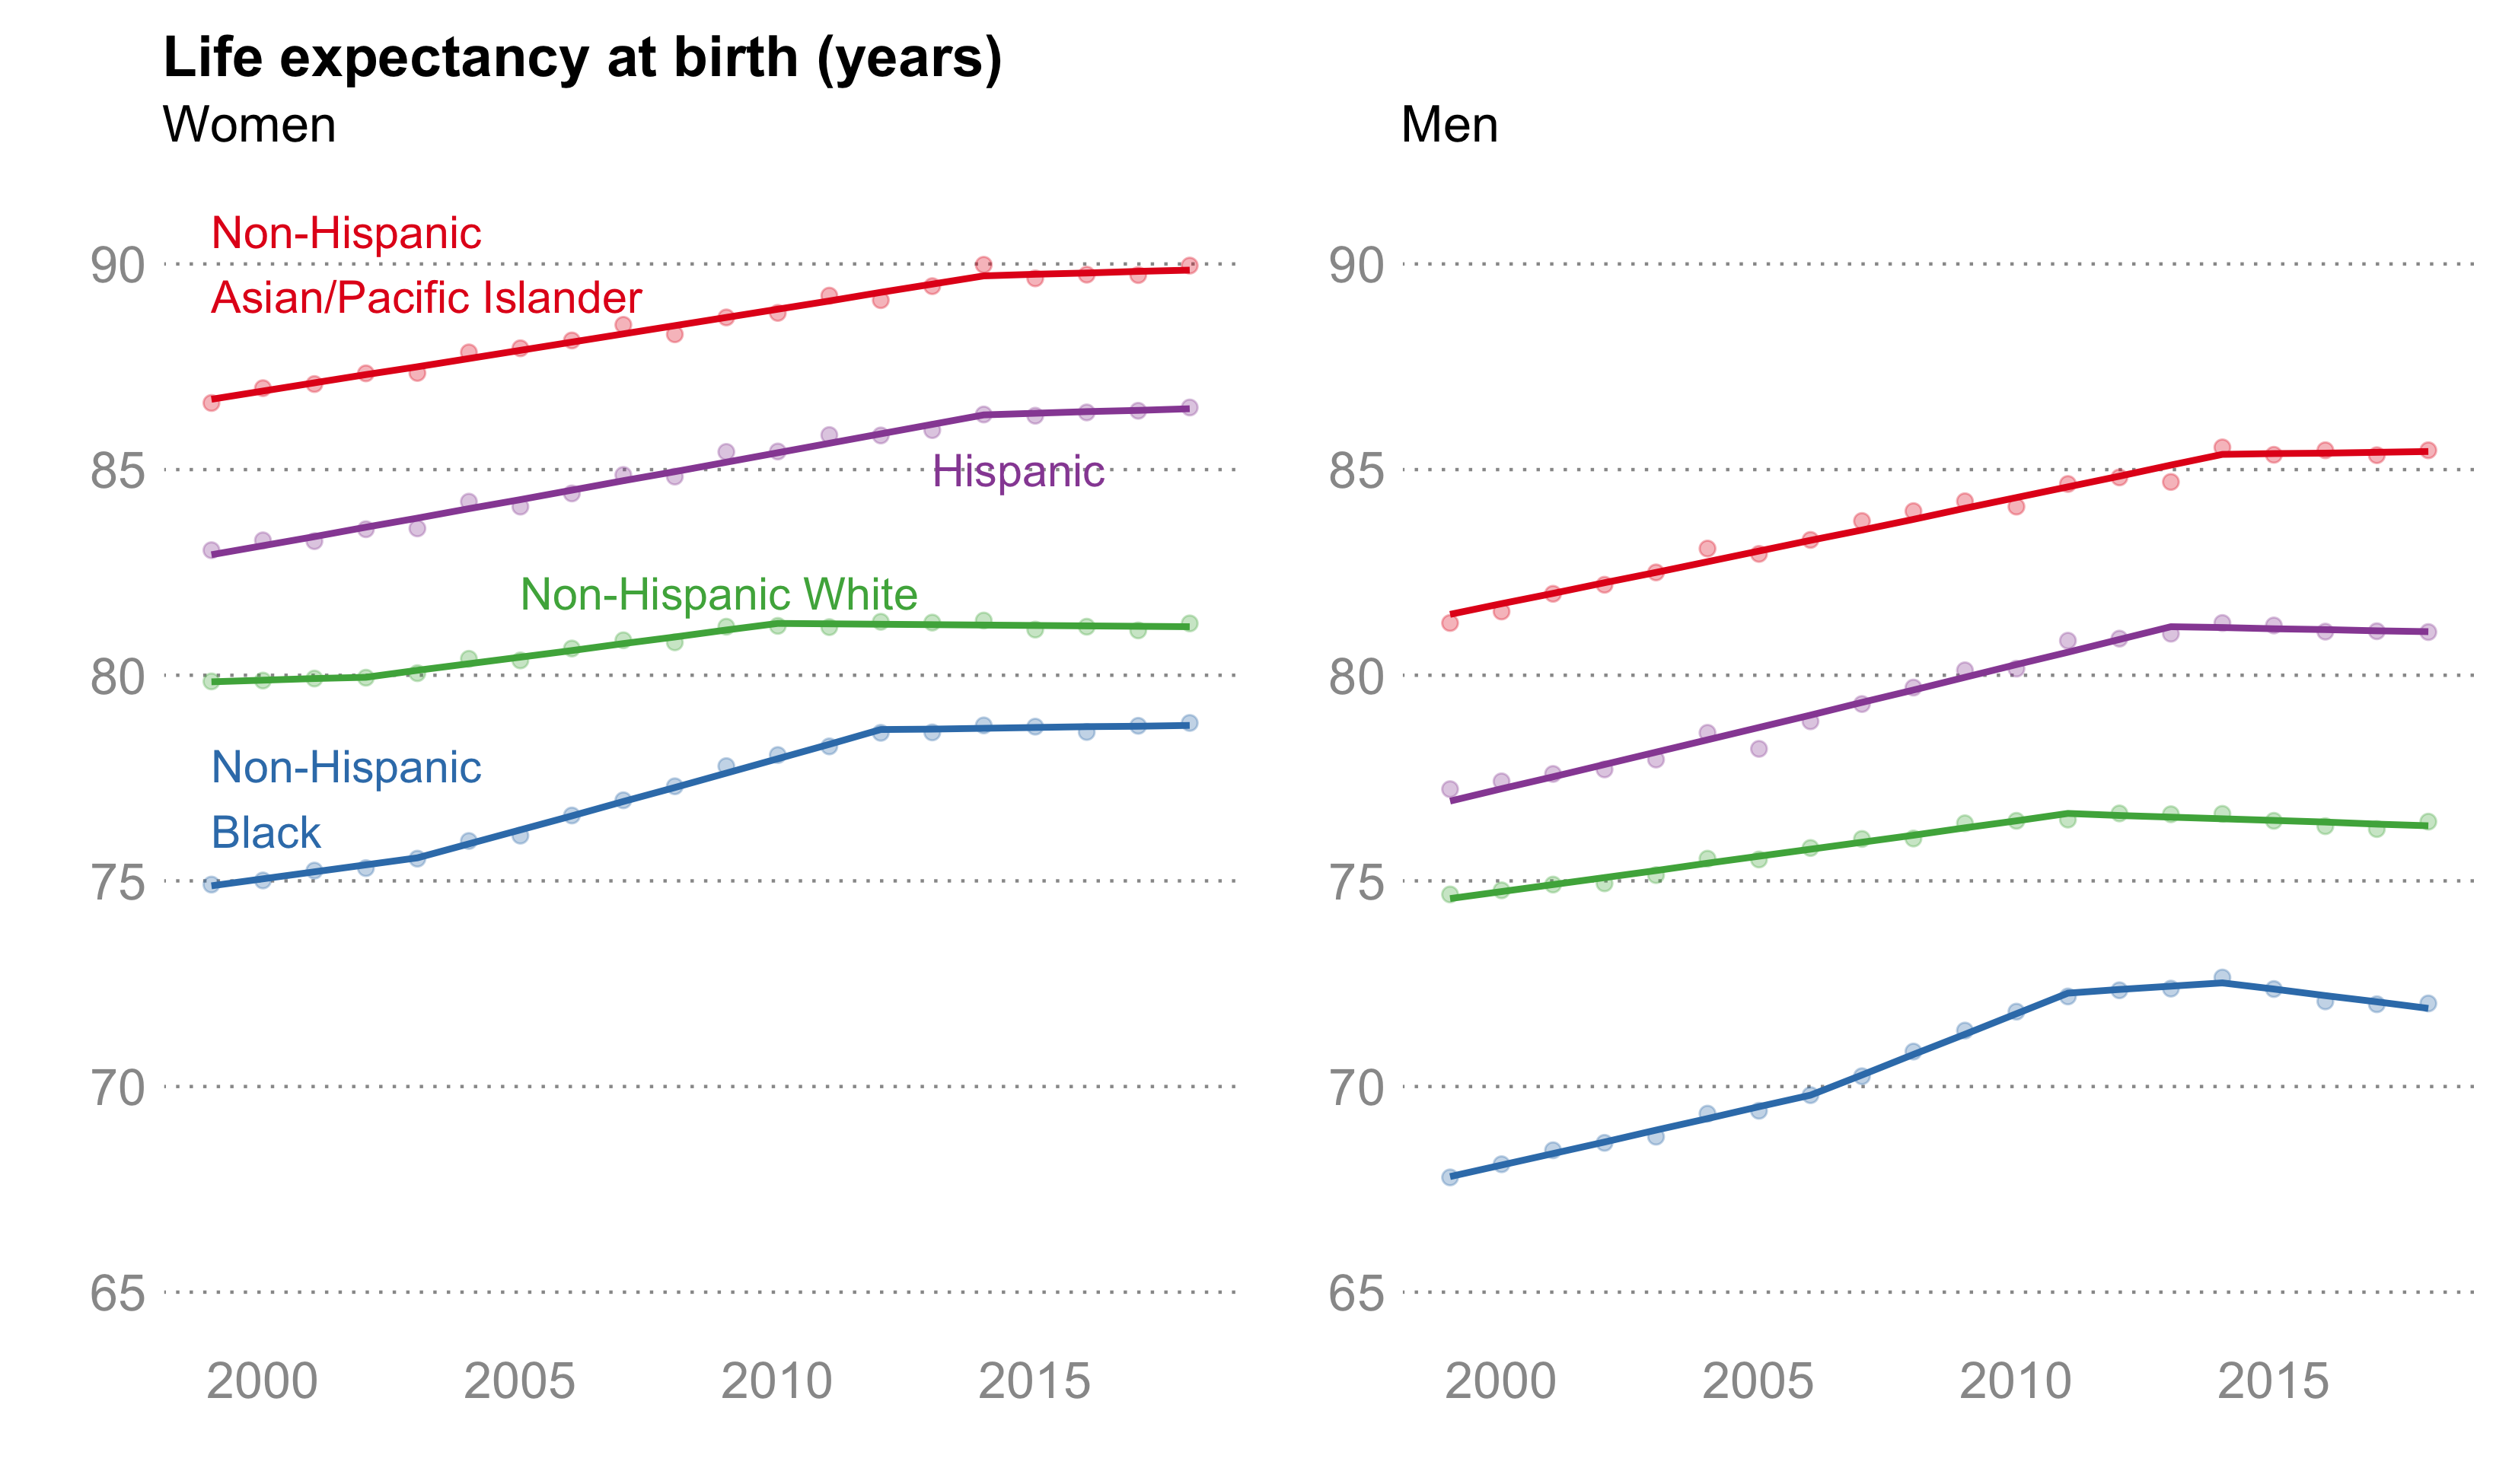 Life expectancy at birth (years)
Women
Non-Hispanic
Asian/Pacific Islander
Hispanic
Non-Hispanic White
Non-Hispanic
Black
90
85
80
75
70
65
2000 2005 2010 2015
Men
90
85
80
75
70
65
2000 2005 2010 2015